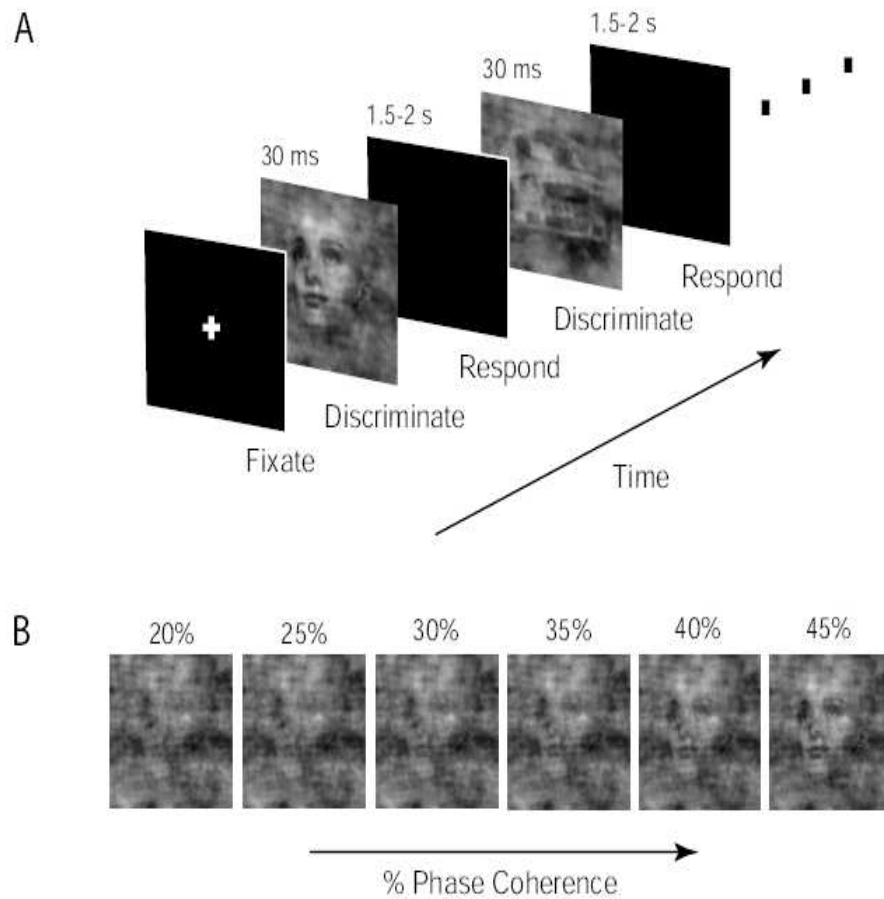 A
1.5-2 s
30 ms
1.5-2 s
30 ms
Respond
Discriminate
Respond
Discriminate
Fixate
Time
B
20% 25% 30% 35% 40% 45%
% Phase Coherence